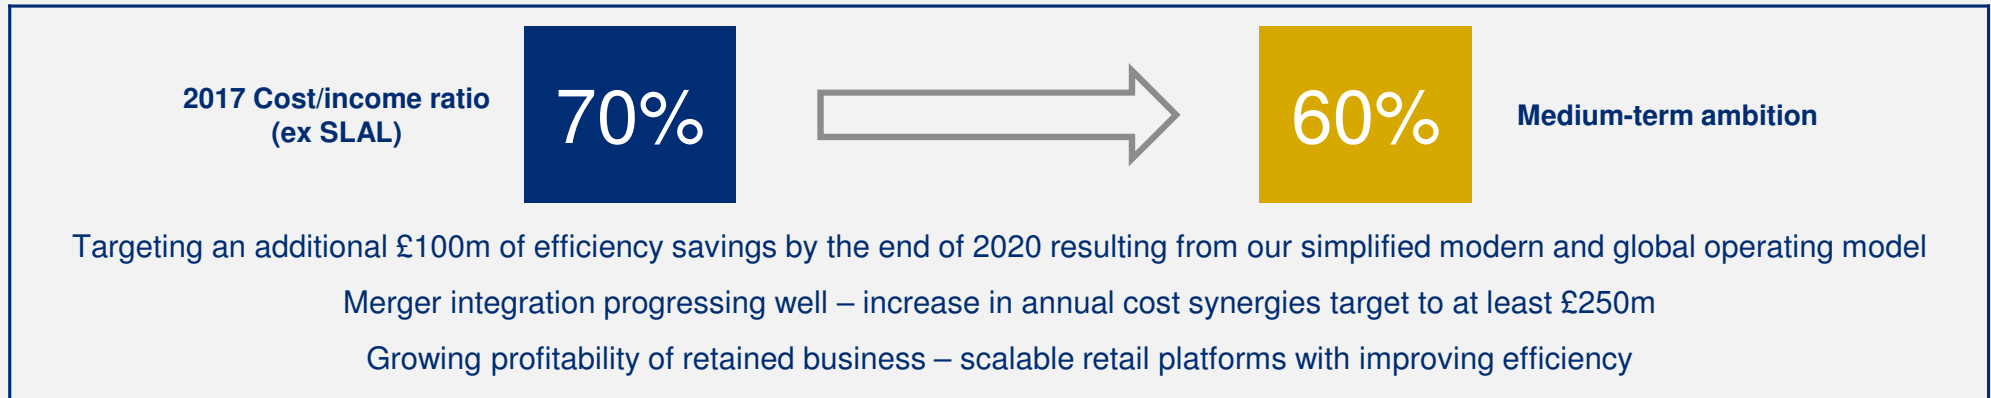 2017 Cost/income ratio
(ex SLAL)
70%
60%
Medium-term ambition
Targeting an additional £100m of efficiency savings by the end of 2020 resulting from our simplified modern and global operating model
Merger integration progressing well – increase in annual cost synergies target to at least £250m
Growing profitability of retained business – scalable retail platforms with improving efficiency